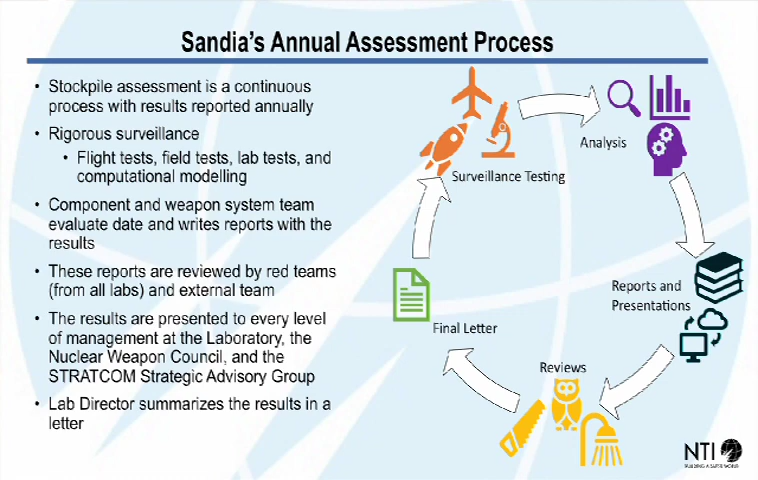 Sandia's Annual Assessment Process
• Stockpile assessment is a continuous
process with results reported annually
• Rigorous surveillance
• Flight tests, field tests, lab tests, and
computational modelling
• Component and weapon system team
evaluate date and writes reports with the
results
• These reports are reviewed by red teams
(from all labs) and external team
• The results are presented to every level
of management at the Laboratory, the
Nuclear Weapon Council, and the
STRATCOM Strategic Advisory Group
• Lab Director summarizes the results in a
letter
Surveillance Testing
Analysis
Reports and
Presentations
Reviews
Final Letter
NTI
BUILDING A SAFER WORLD